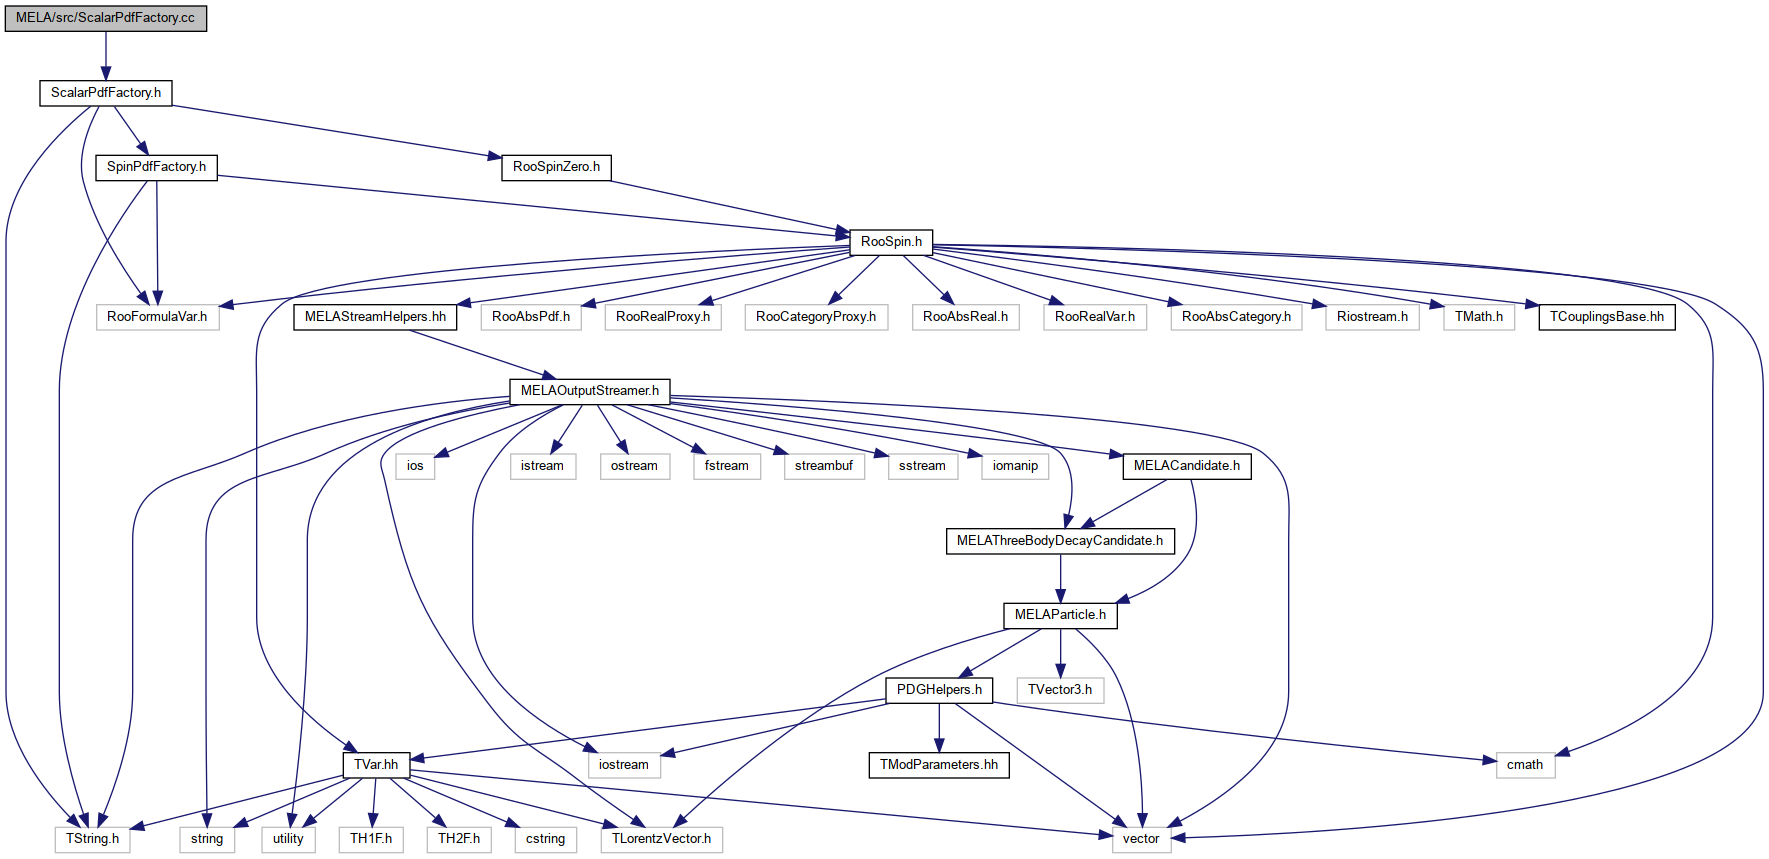 MELA/src/ScalarPdfFactory.cc
ScalarPdfFactory.h
SpinPdfFactory.h
RooSpinZero.h
RooSpin.h
RooFormulaVar.h
MELAStreamHelpers.hh
RooAbsPdf.h
RooRealProxy.h
RooCategoryProxy.h
RooAbsReal.h
RooRealVar.h
RooAbsCategory.h
Riostream.h
TMath.h
TCouplingsBase.hh
MELAOutputStreamer.h
ios
istream
ostream
fstream
streambuf
sstream
iomanip
MELACandidate.h
MELAThreeBodyDecayCandidate.h
MELAParticle.h
PDGHelpers.h
TVector3.h
TVar.hh
iostream
TModParameters.hh
cmath
TString.h
string
utility
TH1F.h
TH2F.h
cstring
TLorentzVector.h
vector